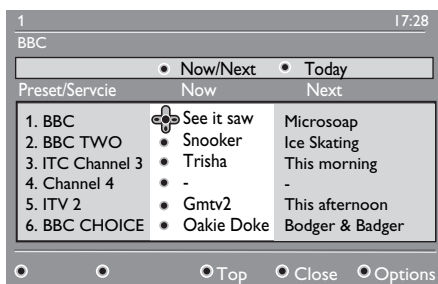 1 17:28
BBC
Now/Next Today
Preset/Servcie Now Next
1. BBC See it saw Microsoap
2. BBC TWO Snooker Ice Skating
3. ITC Channel 3 Trisha This morning
4. Channel 4 - -
5. ITV 2 Gmtv2 This afternoon
6. BBC CHOICE Oakie Doke Bodger & Badger
Top Close Options